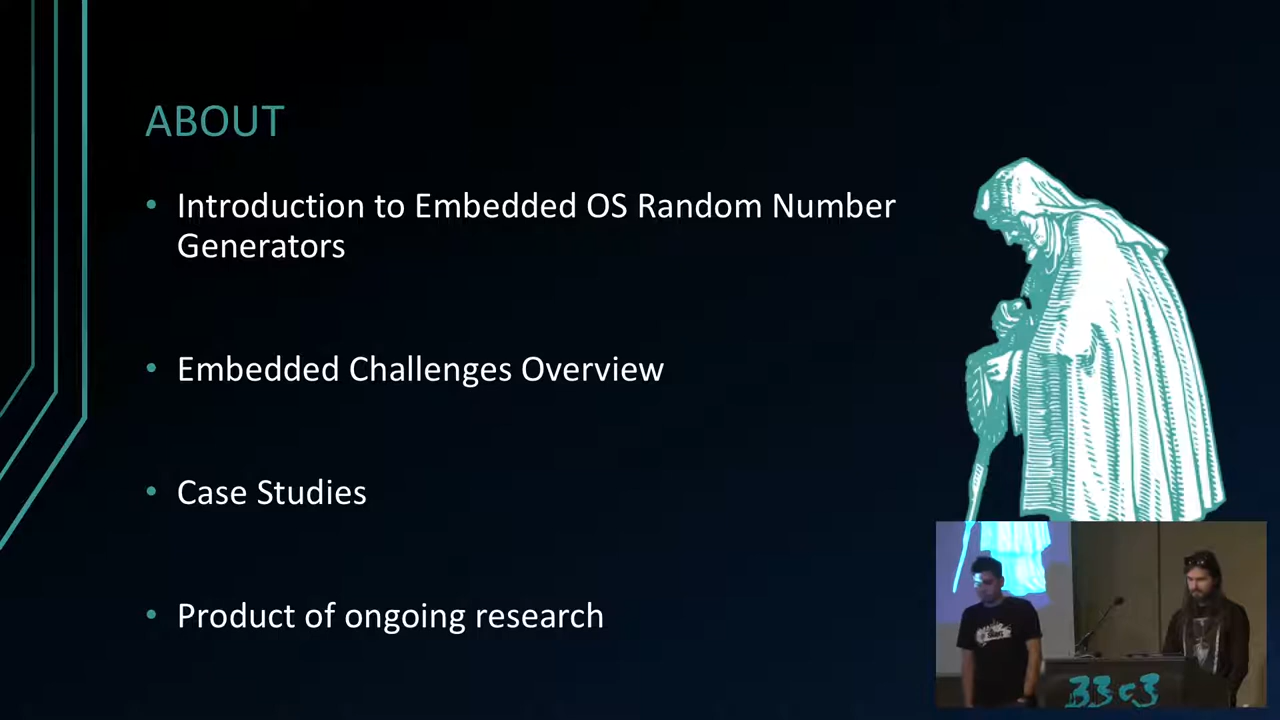 ABOUT
• Introduction to Embedded OS Random Number
Generators
• Embedded Challenges Overview
• Case Studies
• Product of ongoing research
33c3